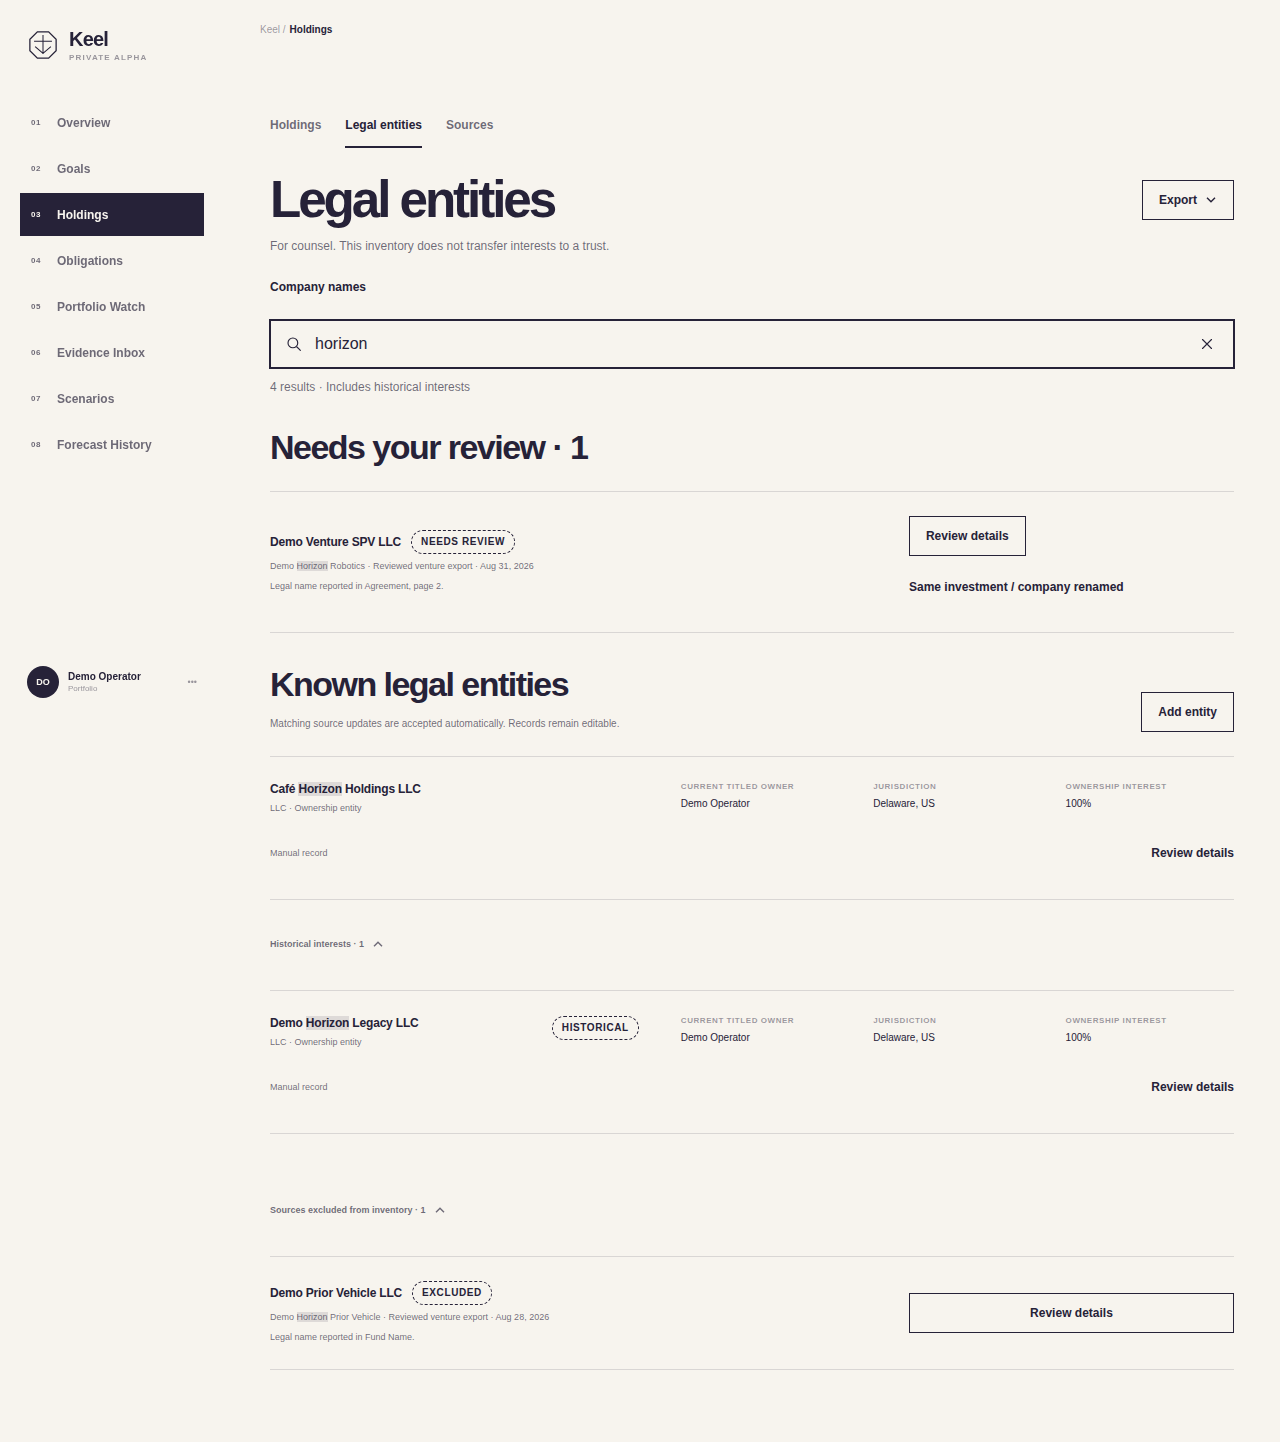 Keel
PRIVATE ALPHA
Keel / Holdings
01 Overview
02 Goals
03 Holdings
04 Obligations
05 Portfolio Watch
06 Evidence Inbox
07 Scenarios
08 Forecast History
DO
Demo Operator
Portfolio
Holdings Legal entities Sources
Legal entities
Export
For counsel. This inventory does not transfer interests to a trust.
Company names
horizon
4 results · Includes historical interests
Needs your review · 1
Demo Venture SPV LLC NEEDS REVIEW
Demo Horizon Robotics · Reviewed venture export · Aug 31, 2026
Legal name reported in Agreement, page 2.
Review details
Same investment / company renamed
Known legal entities
Matching source updates are accepted automatically. Records remain editable.
Add entity
Café Horizon Holdings LLC
LLC · Ownership entity
CURRENT TITLED OWNER
Demo Operator
JURISDICTION
Delaware, US
OWNERSHIP INTEREST
100%
Manual record
Review details
Historical interests · 1
Demo Horizon Legacy LLC
LLC · Ownership entity
HISTORICAL
CURRENT TITLED OWNER
Demo Operator
JURISDICTION
Delaware, US
OWNERSHIP INTEREST
100%
Manual record
Review details
Sources excluded from inventory · 1
Demo Prior Vehicle LLC EXCLUDED
Demo Horizon Prior Vehicle · Reviewed venture export · Aug 28, 2026
Legal name reported in Fund Name.
Review details